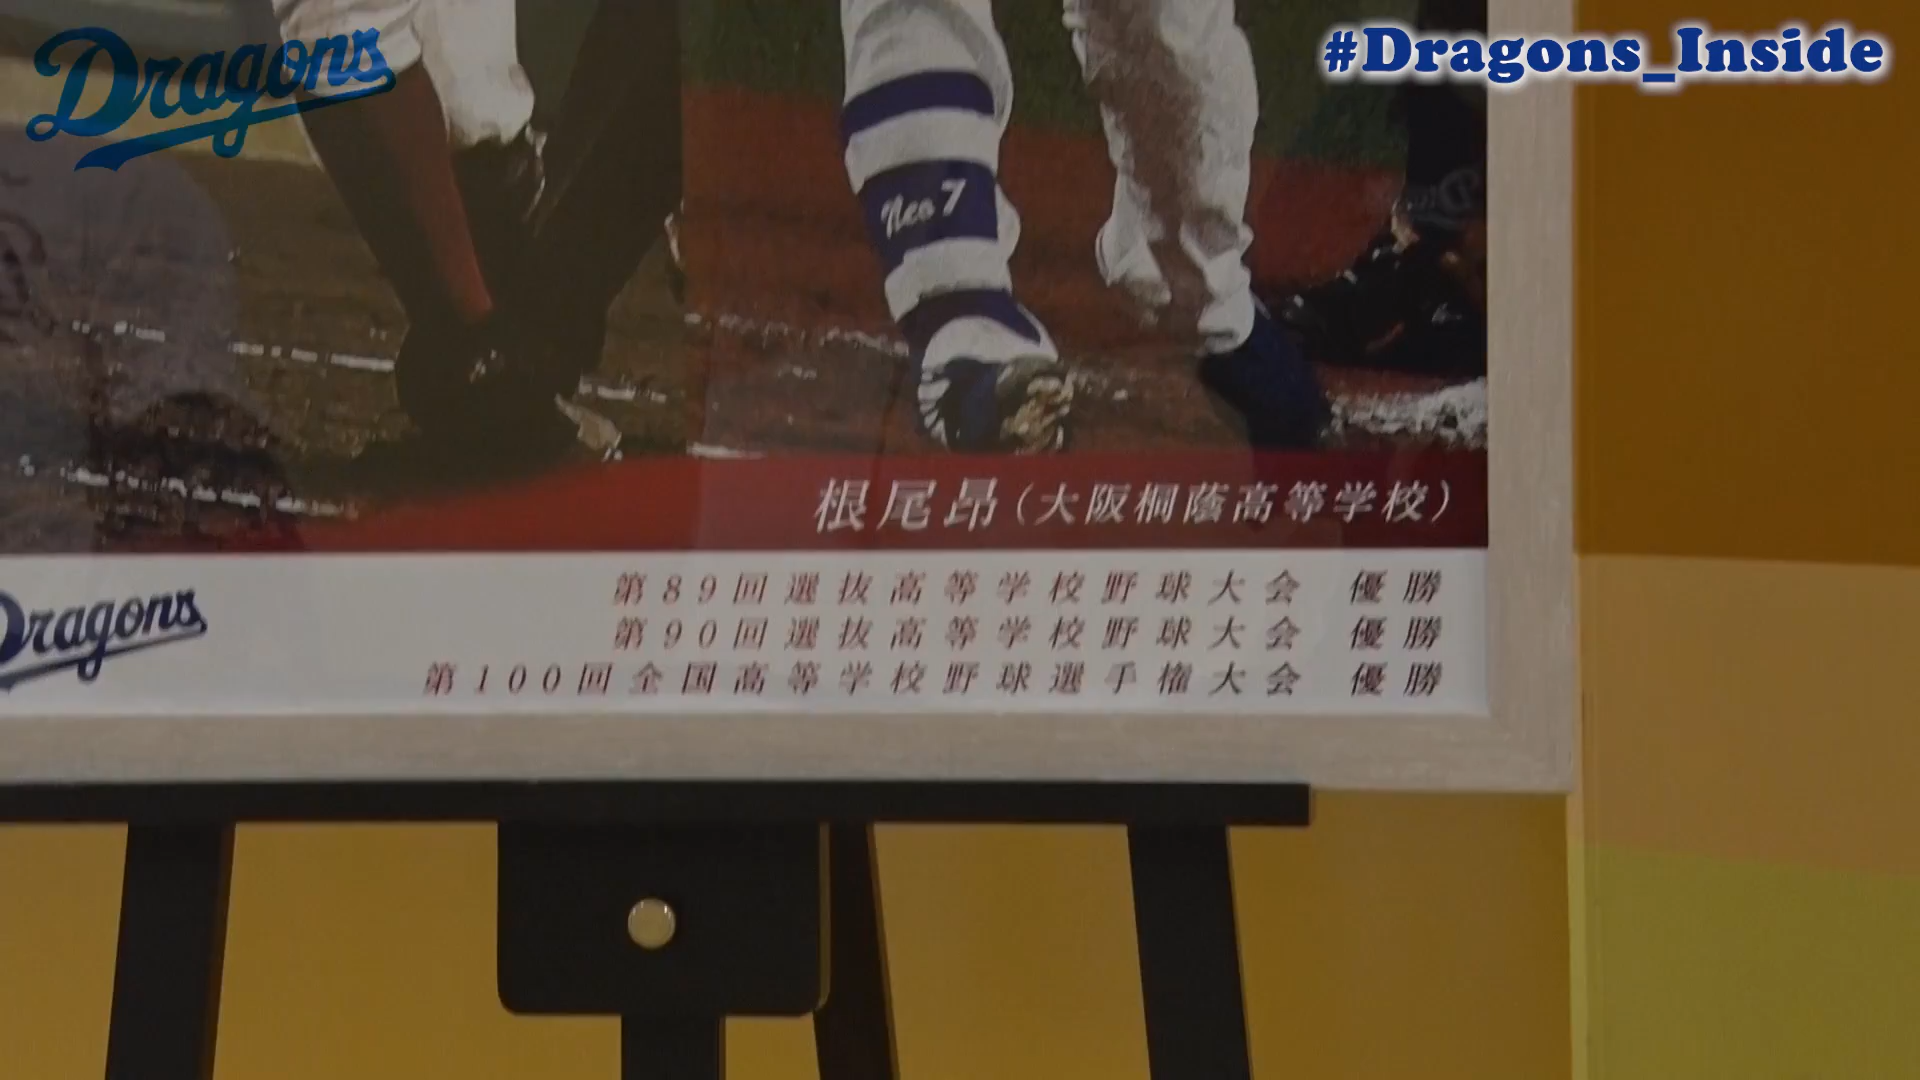 Dragons
#Dragons_Inside
Neo 7
根尾昂（大阪桐蔭高等学校）
第89回選抜高等学校野球大会 優勝
第90回選抜高等学校野球大会 優勝
Dragons
第100回全国高等学校野球選手権大会 優勝